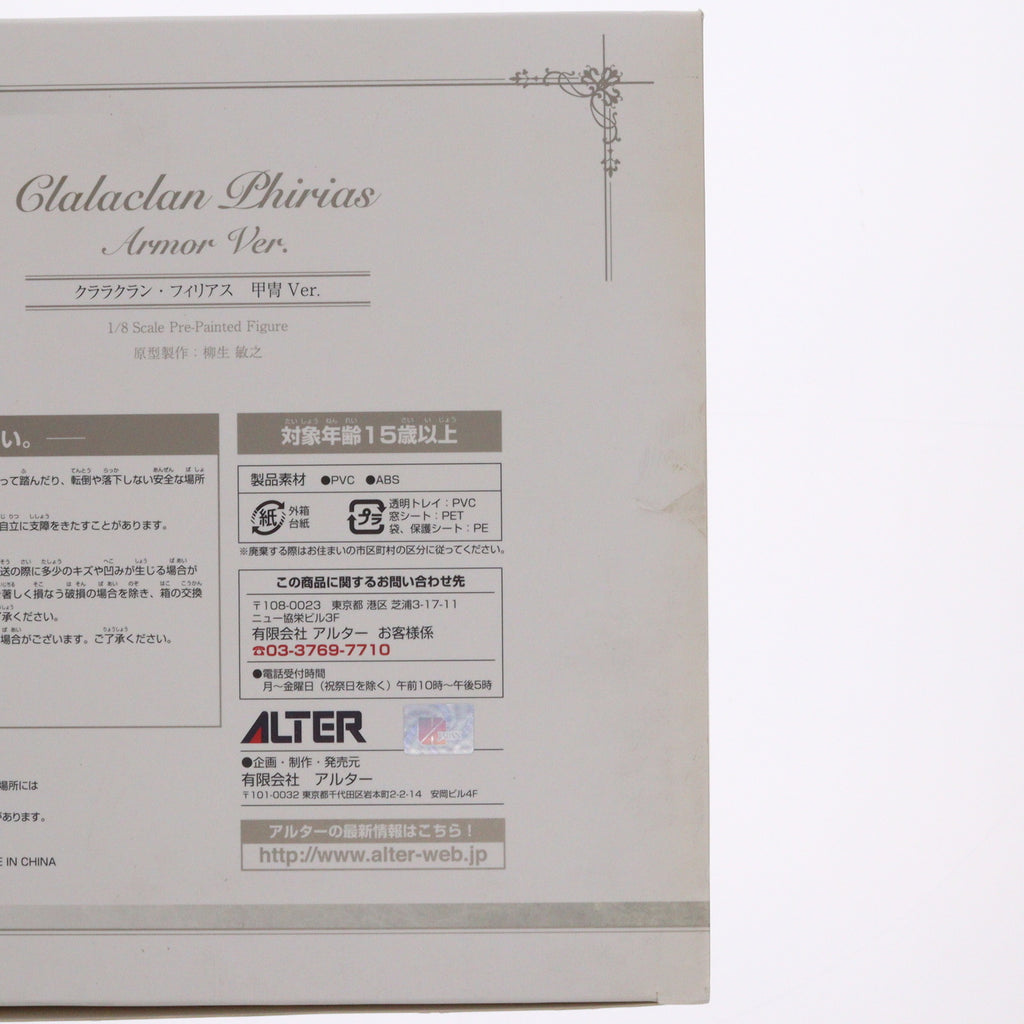 Clalaclan Phirias
Armor Ver.
クララクラン・フィリアス　甲冑 Ver.
1/8 Scale Pre-Painted Figure
原型製作：柳生 敏之
い。
って踏んだり、転倒や落下しない安全な場所
自立に支障をきたすことがあります。
送の際に多少のキズや凹みが生じる場合が
著しく損なう破損の場合を除き、箱の交換
了承ください。
場合がございます。ご了承ください。
場所には
があります。
E IN CHINA
対象年齢15歳以上
製品素材 ●PVC ●ABS
紙 外箱
台紙
プラ 透明トレイ：PVC
窓シート：PET
袋、保護シート：PE
※廃棄する際はお住まいの市区町村の区分に従ってください。
この商品に関するお問い合わせ先
〒108-0023　東京都 港区 芝浦3-17-11
ニュー協栄ビル3F
有限会社 アルター　お客様係
☎03-3769-7710
●電話受付時間
月〜金曜日（祝祭日を除く）午前10時〜午後5時
ALTER
●企画・制作・発売元
有限会社　アルター
〒101-0032 東京都千代田区岩本町2-2-14　安岡ビル4F
アルターの最新情報はこちら！
http://www.alter-web.jp